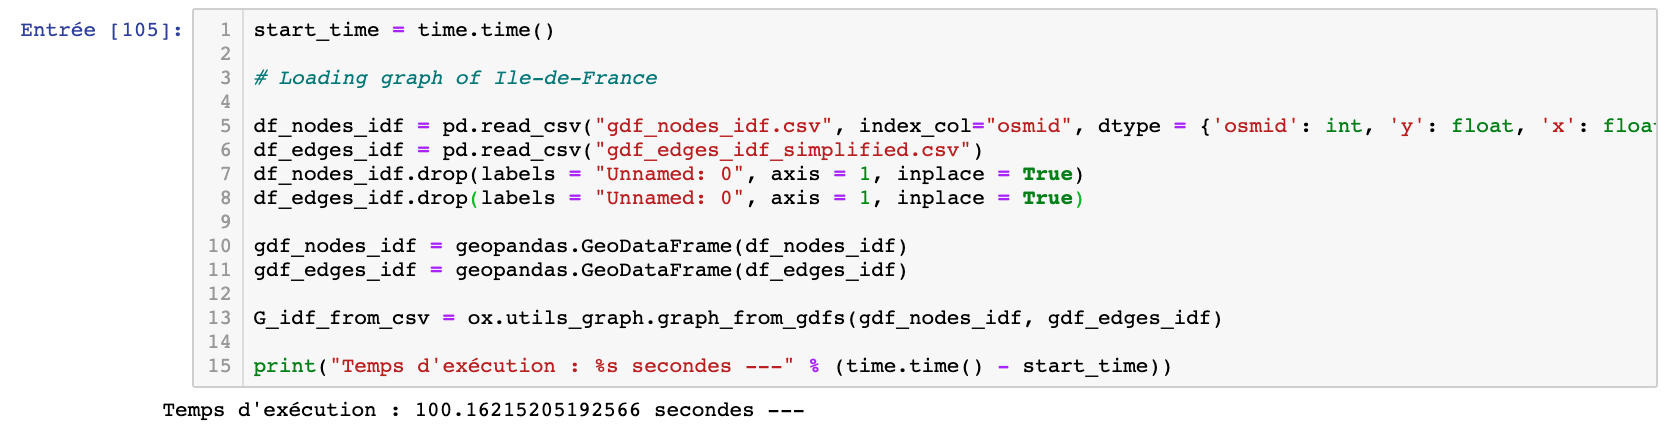 Entrée [105]:
1 start_time = time.time()
2
3 # Loading graph of Ile-de-France
4
5 df_nodes_idf = pd.read_csv("gdf_nodes_idf.csv", index_col="osmid", dtype = {'osmid': int, 'y': float, 'x': floa
6 df_edges_idf = pd.read_csv("gdf_edges_idf_simplified.csv")
7 df_nodes_idf.drop(labels = "Unnamed: 0", axis = 1, inplace = True)
8 df_edges_idf.drop(labels = "Unnamed: 0", axis = 1, inplace = True)
9
10 gdf_nodes_idf = geopandas.GeoDataFrame(df_nodes_idf)
11 gdf_edges_idf = geopandas.GeoDataFrame(df_edges_idf)
12
13 G_idf_from_csv = ox.utils_graph.graph_from_gdfs(gdf_nodes_idf, gdf_edges_idf)
14
15 print("Temps d'exécution : %s secondes ---" % (time.time() - start_time))
Temps d'exécution : 100.16215205192566 secondes ---